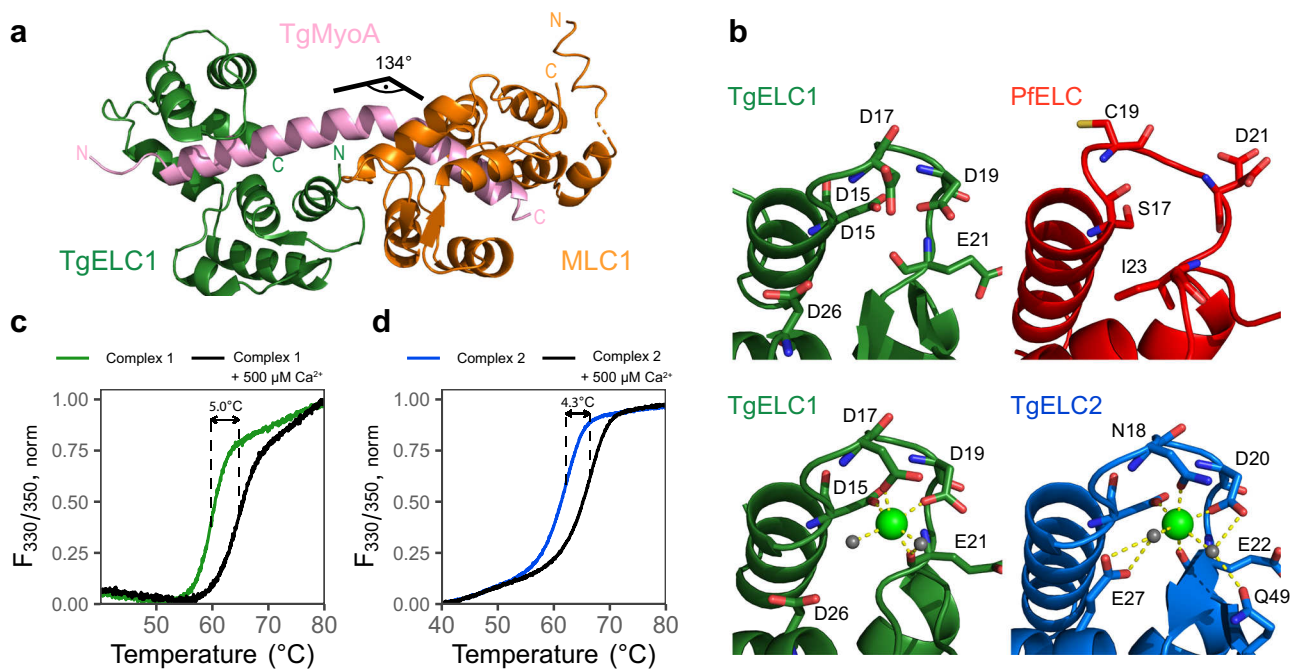 a
TgMyoA
134°
N
C
N
C
N
C
TgELC1
MLC1
b
TgELC1
D17
D15
D19
D15
E21
D26
PfELC
C19
D21
S17
I23
TgELC1
D17
D19
D15
E21
D26
TgELC2
N18
D20
E22
E27
Q49
c
Complex 1
Complex 1
+ 500 µM Ca²⁺
5.0°C
F330/350, norm
1.00
0.75
0.50
0.25
0.00
40 50 60 70 80
Temperature (°C)
d
Complex 2
Complex 2
+ 500 µM Ca²⁺
4.3°C
F330/350, norm
1.00
0.75
0.50
0.25
0.00
40 50 60 70 80
Temperature (°C)